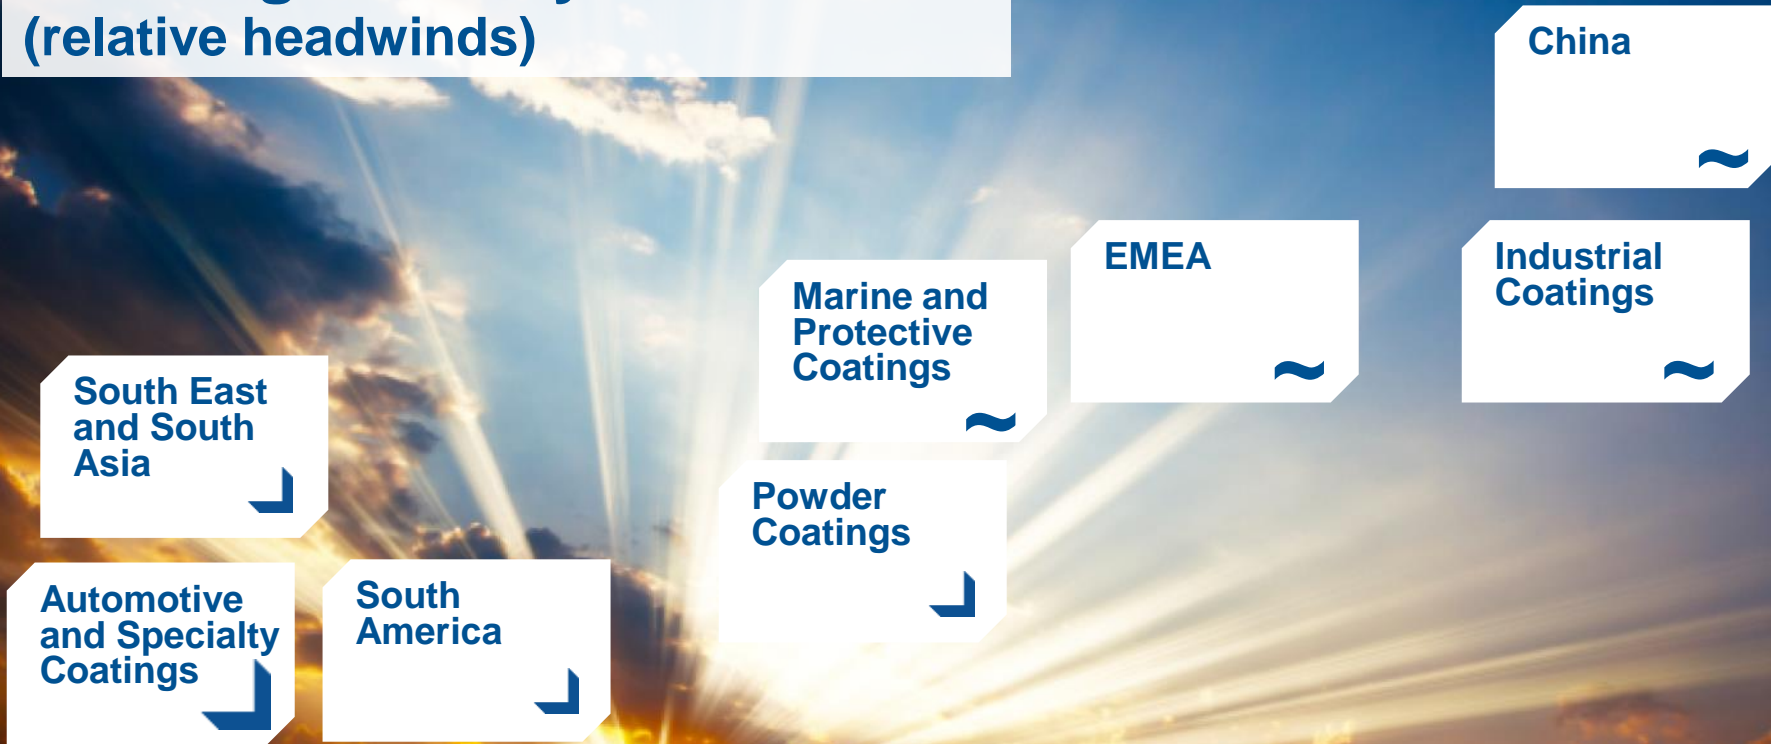 (relative headwinds)
China
~
EMEA
~
Industrial
Coatings
~
Marine and
Protective
Coatings
~
South East
and South
Asia
Powder
Coatings
Automotive
and Specialty
Coatings
South
America